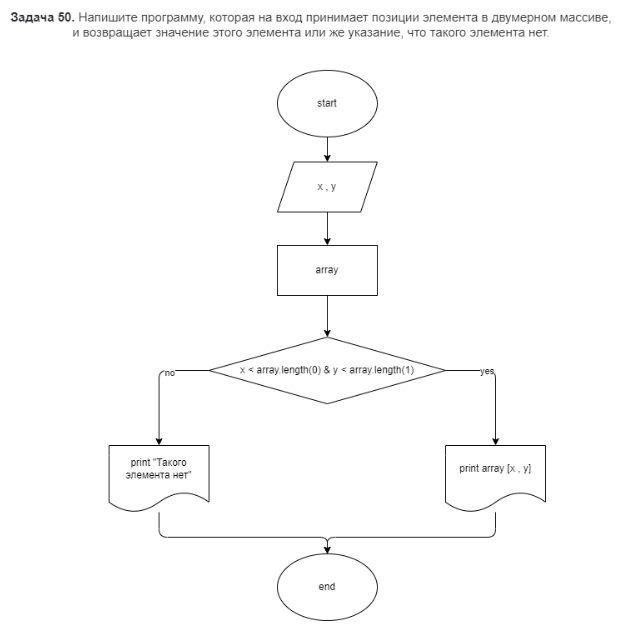 Задача 50. Напишите программу, которая на вход принимает позиции элемента в двумерном массиве,
и возвращает значение этого элемента или же указание, что такого элемента нет.
start
x , y
array
x < array.length(0) & y < array.length(1)
no
yes
print "Такого
элемента нет"
print array [x , y]
end